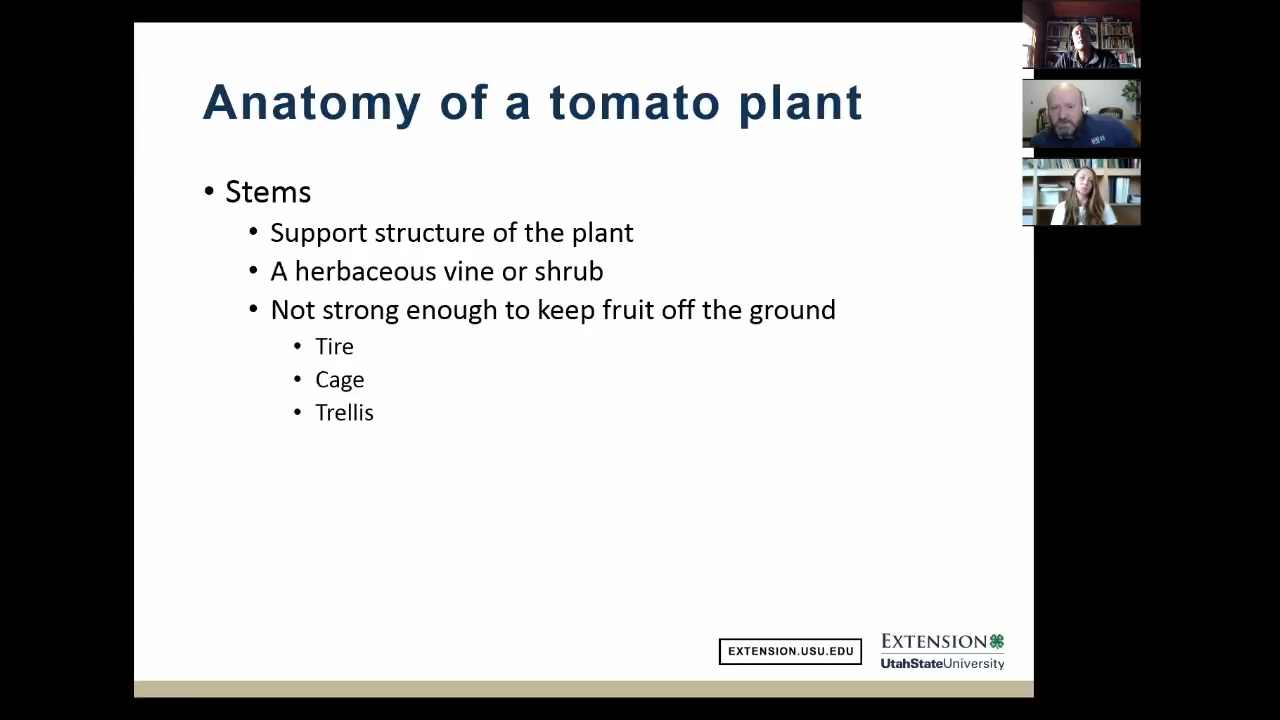 Anatomy of a tomato plant
• Stems
• Support structure of the plant
• A herbaceous vine or shrub
• Not strong enough to keep fruit off the ground
• Tire
• Cage
• Trellis
EXTENSION.USU.EDU
EXTENSION
UtahStateUniversity